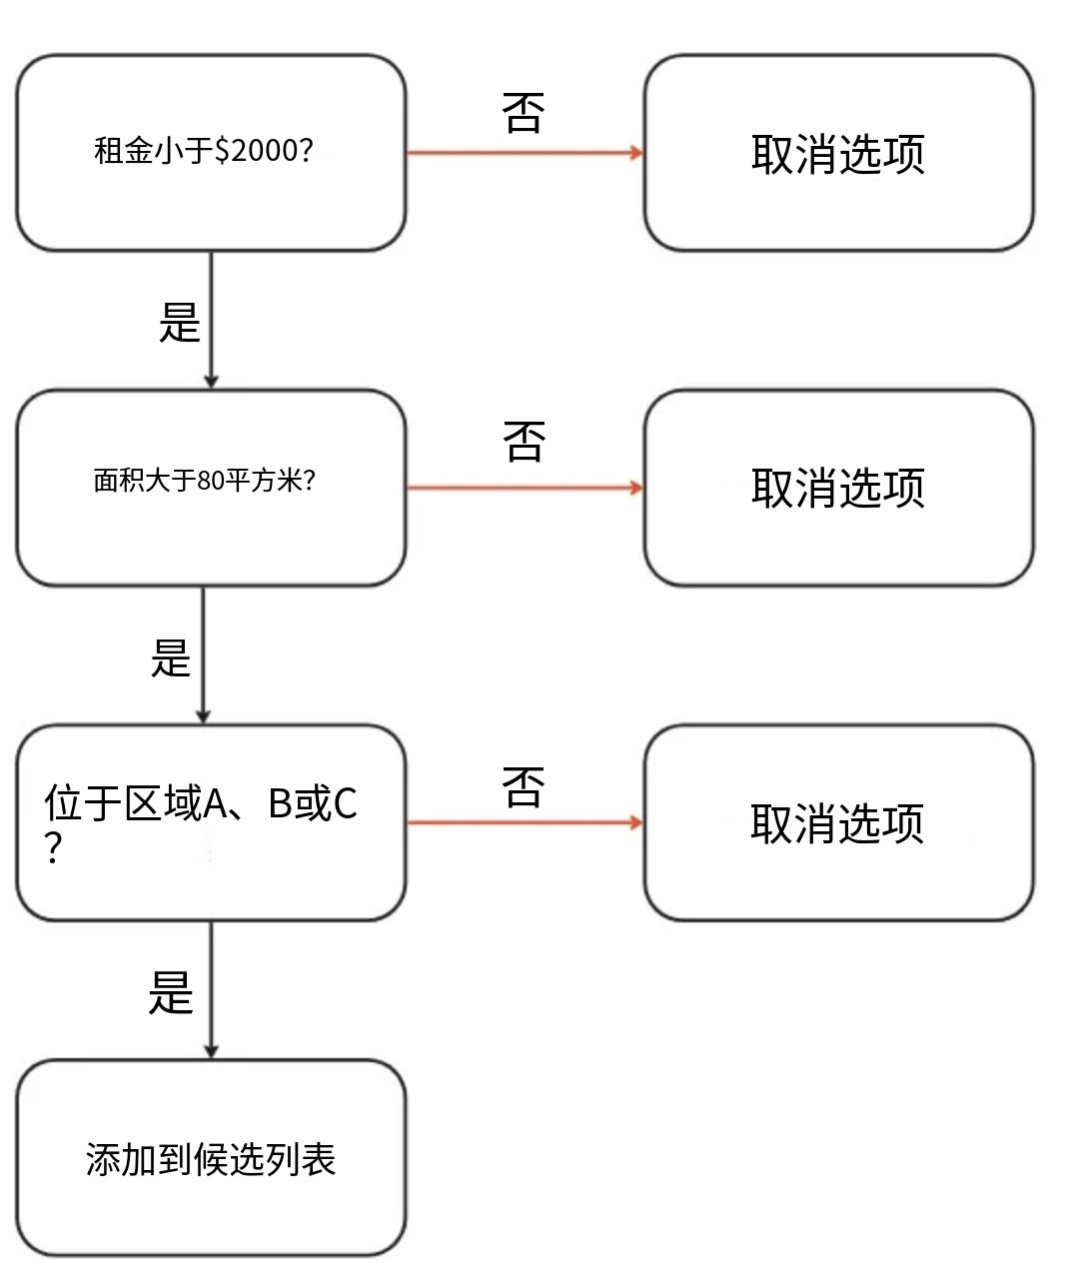 租金小于$2000?
否
取消选项
是
面积大于80平方米?
否
取消选项
是
位于区域A、B或C
?
否
取消选项
是
添加到候选列表